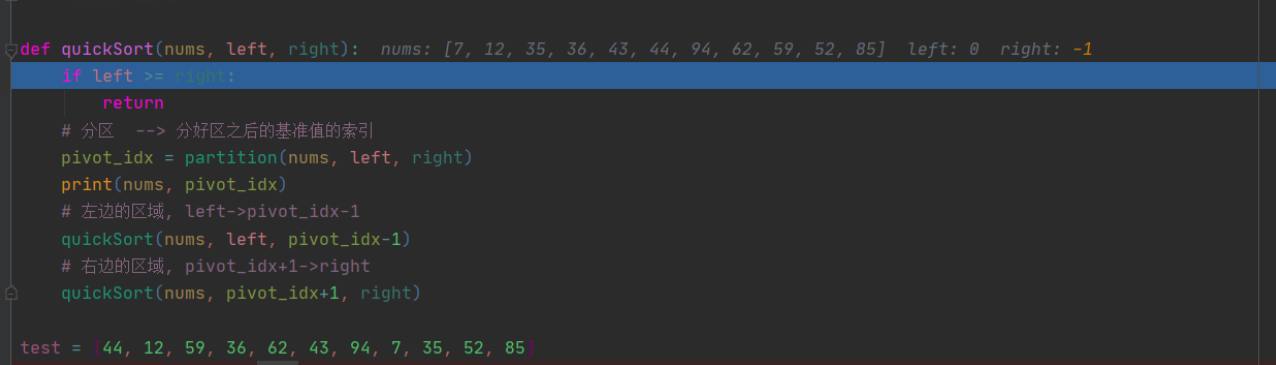 def quickSort(nums, left, right):  nums: [7, 12, 35, 36, 43, 44, 94, 62, 59, 52, 85]  left: 0  right: -1
    if left >= right:
        return
    # 分区  --> 分好区之后的基准值的索引
    pivot_idx = partition(nums, left, right)
    print(nums, pivot_idx)
    # 左边的区域, left->pivot_idx-1
    quickSort(nums, left, pivot_idx-1)
    # 右边的区域, pivot_idx+1->right
    quickSort(nums, pivot_idx+1, right)
test = [44, 12, 59, 36, 62, 43, 94, 7, 35, 52, 85]